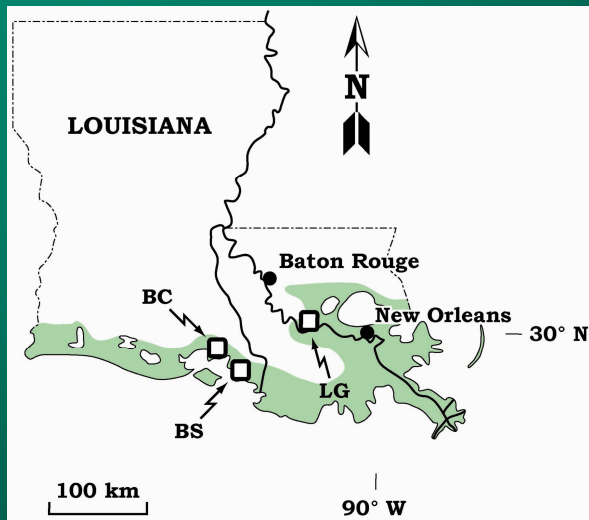 N
LOUISIANA
Baton Rouge
BC
New Orleans
30° N
LG
BS
100 km
90° W